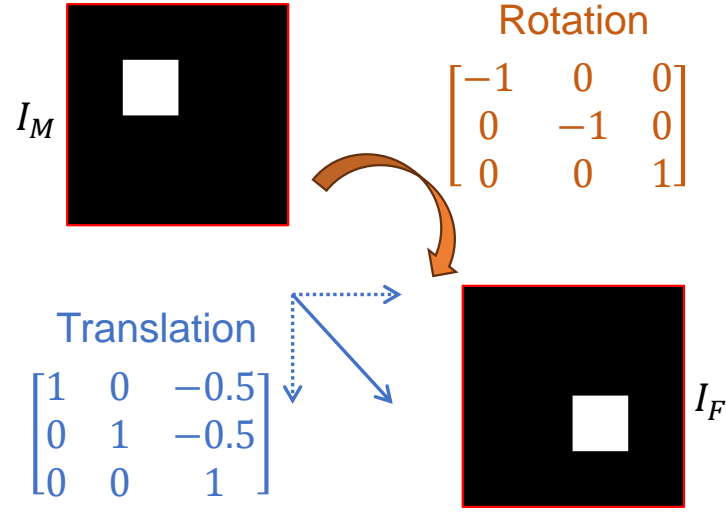 Rotation
I_M
[−1 0 0
0 −1 0
0 0 1]
Translation
[1 0 −0.5
0 1 −0.5
0 0 1]
I_F